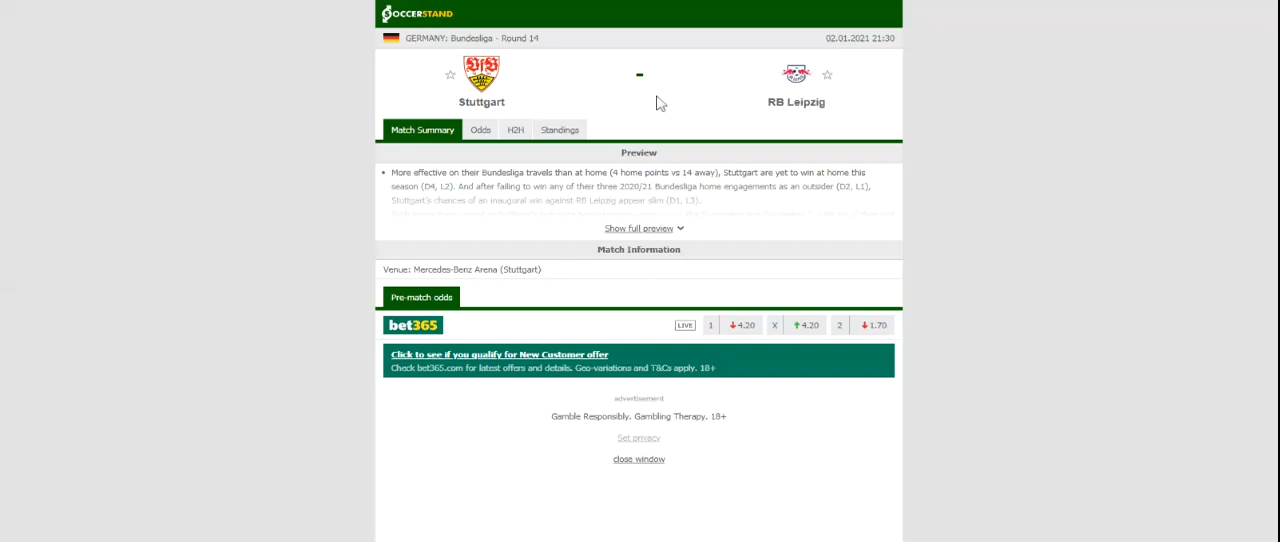 SOCCERSTAND
GERMANY: Bundesliga - Round 14
02.01.2021 21:30
-
Stuttgart
RB Leipzig
Match Summary
Odds
H2H
Standings
Preview
• More effective on their Bundesliga travels than at home (4 home points vs 14 away), Stuttgart are yet to win at home this
season (D4, L2). And after failing to win any of their three 2020/21 Bundesliga home engagements as an outsider (D2, L1),
Stuttgart's chances of an inaugural win against RB Leipzig appear slim (D1, L3).
Show full preview
Match Information
Venue: Mercedes-Benz Arena (Stuttgart)
Pre-match odds
bet365
LIVE
1 4.20
X 4.20
2 1.70
Click to see if you qualify for New Customer offer
Check bet365.com for latest offers and details. Geo-variations and T&Cs apply. 18+
advertisement
Gamble Responsibly. Gambling Therapy. 18+
Set privacy
close window